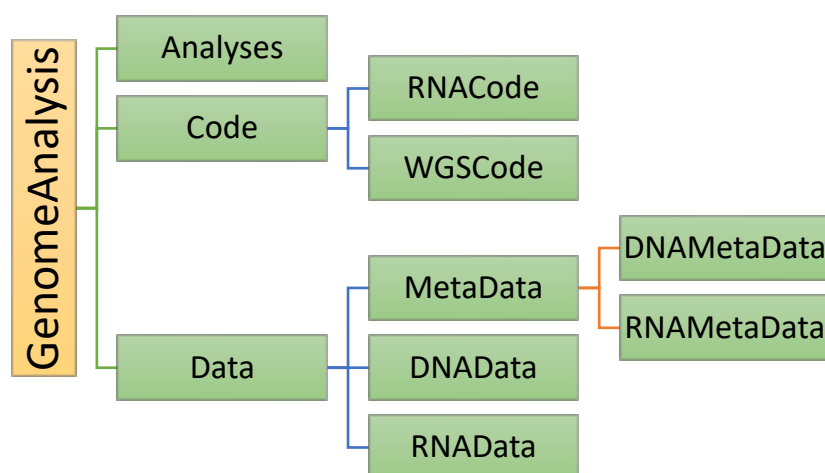 GenomeAnalysis
Analyses
Code
RNACode
WGSCode
Data
MetaData
DNAMetaData
RNAMetaData
DNAData
RNAData